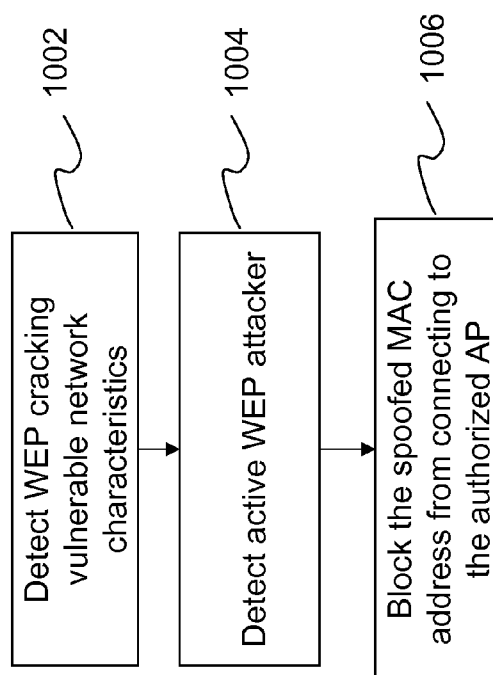 Detect WEP cracking
vulnerable network
characteristics
1002
Detect active WEP attacker
1004
Block the spoofed MAC
address from connecting to
the authorized AP
1006